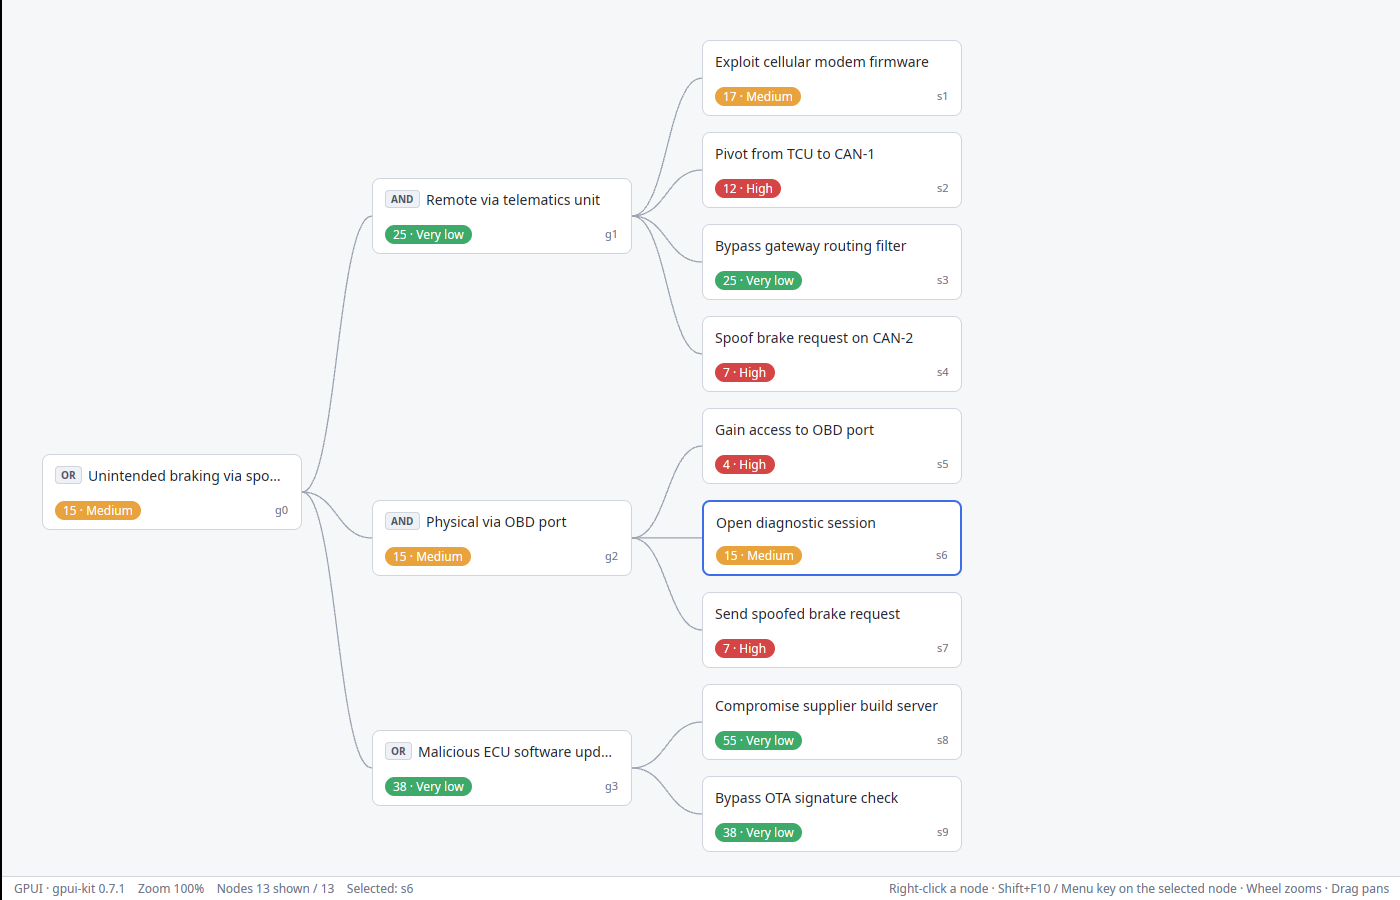 Exploit cellular modem firmware
17 · Medium s1
Pivot from TCU to CAN-1
12 · High s2
AND Remote via telematics unit
25 · Very low g1
Bypass gateway routing filter
25 · Very low s3
Spoof brake request on CAN-2
7 · High s4
Gain access to OBD port
4 · High s5
OR Unintended braking via spo...
15 · Medium g0
AND Physical via OBD port
15 · Medium g2
Open diagnostic session
15 · Medium s6
Send spoofed brake request
7 · High s7
Compromise supplier build server
55 · Very low s8
OR Malicious ECU software upd...
38 · Very low g3
Bypass OTA signature check
38 · Very low s9
GPUI · gpui-kit 0.7.1 Zoom 100% Nodes 13 shown / 13 Selected: s6 Right-click a node · Shift+F10 / Menu key on the selected node · Wheel zooms · Drag pans